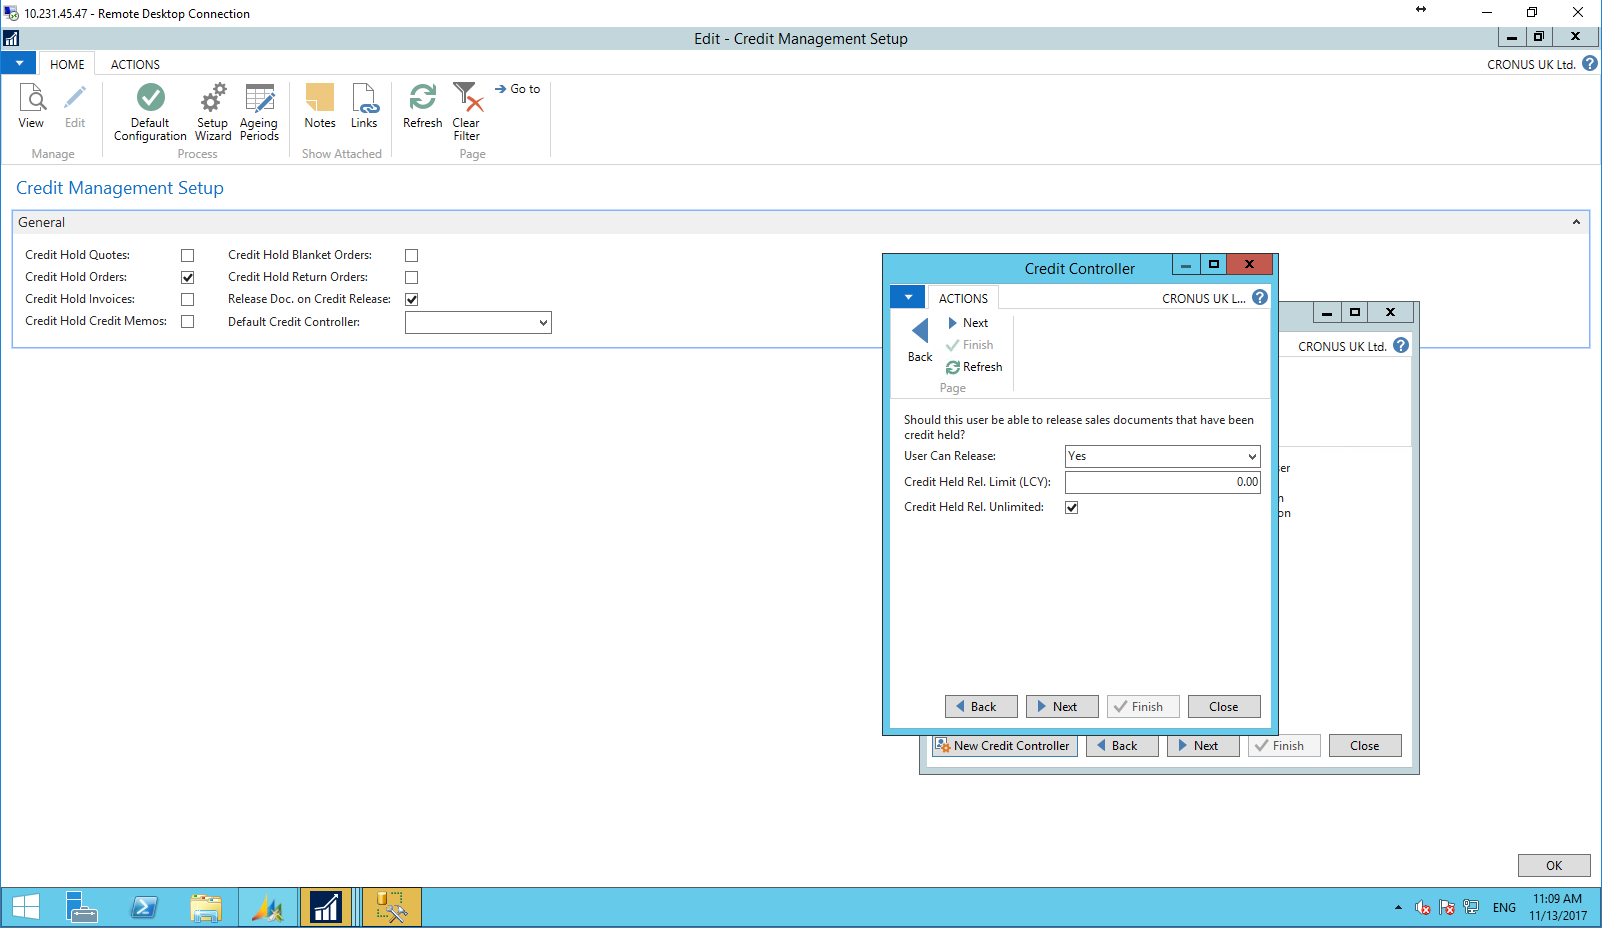 10.231.45.47 - Remote Desktop Connection
Edit - Credit Management Setup
HOME
ACTIONS
CRONUS UK Ltd.
View
Edit
Default Configuration
Setup Wizard
Ageing Periods
Notes
Links
Refresh
Clear Filter
Go to
Manage
Process
Show Attached
Page
Credit Management Setup
General
Credit Hold Quotes:
Credit Hold Orders:
Credit Hold Invoices:
Credit Hold Credit Memos:
Credit Hold Blanket Orders:
Credit Hold Return Orders:
Release Doc. on Credit Release:
Default Credit Controller:
Credit Controller
ACTIONS
CRONUS UK L...
Back
Next
Finish
Refresh
Page
Should this user be able to release sales documents that have been
credit held?
User Can Release:
Yes
Credit Held Rel. Limit (LCY):
0.00
Credit Held Rel. Unlimited:
Back
Next
Finish
Close
CRONUS UK Ltd.
ser
n
on
New Credit Controller
Back
Next
Finish
Close
OK
ENG
11:09 AM
11/13/2017